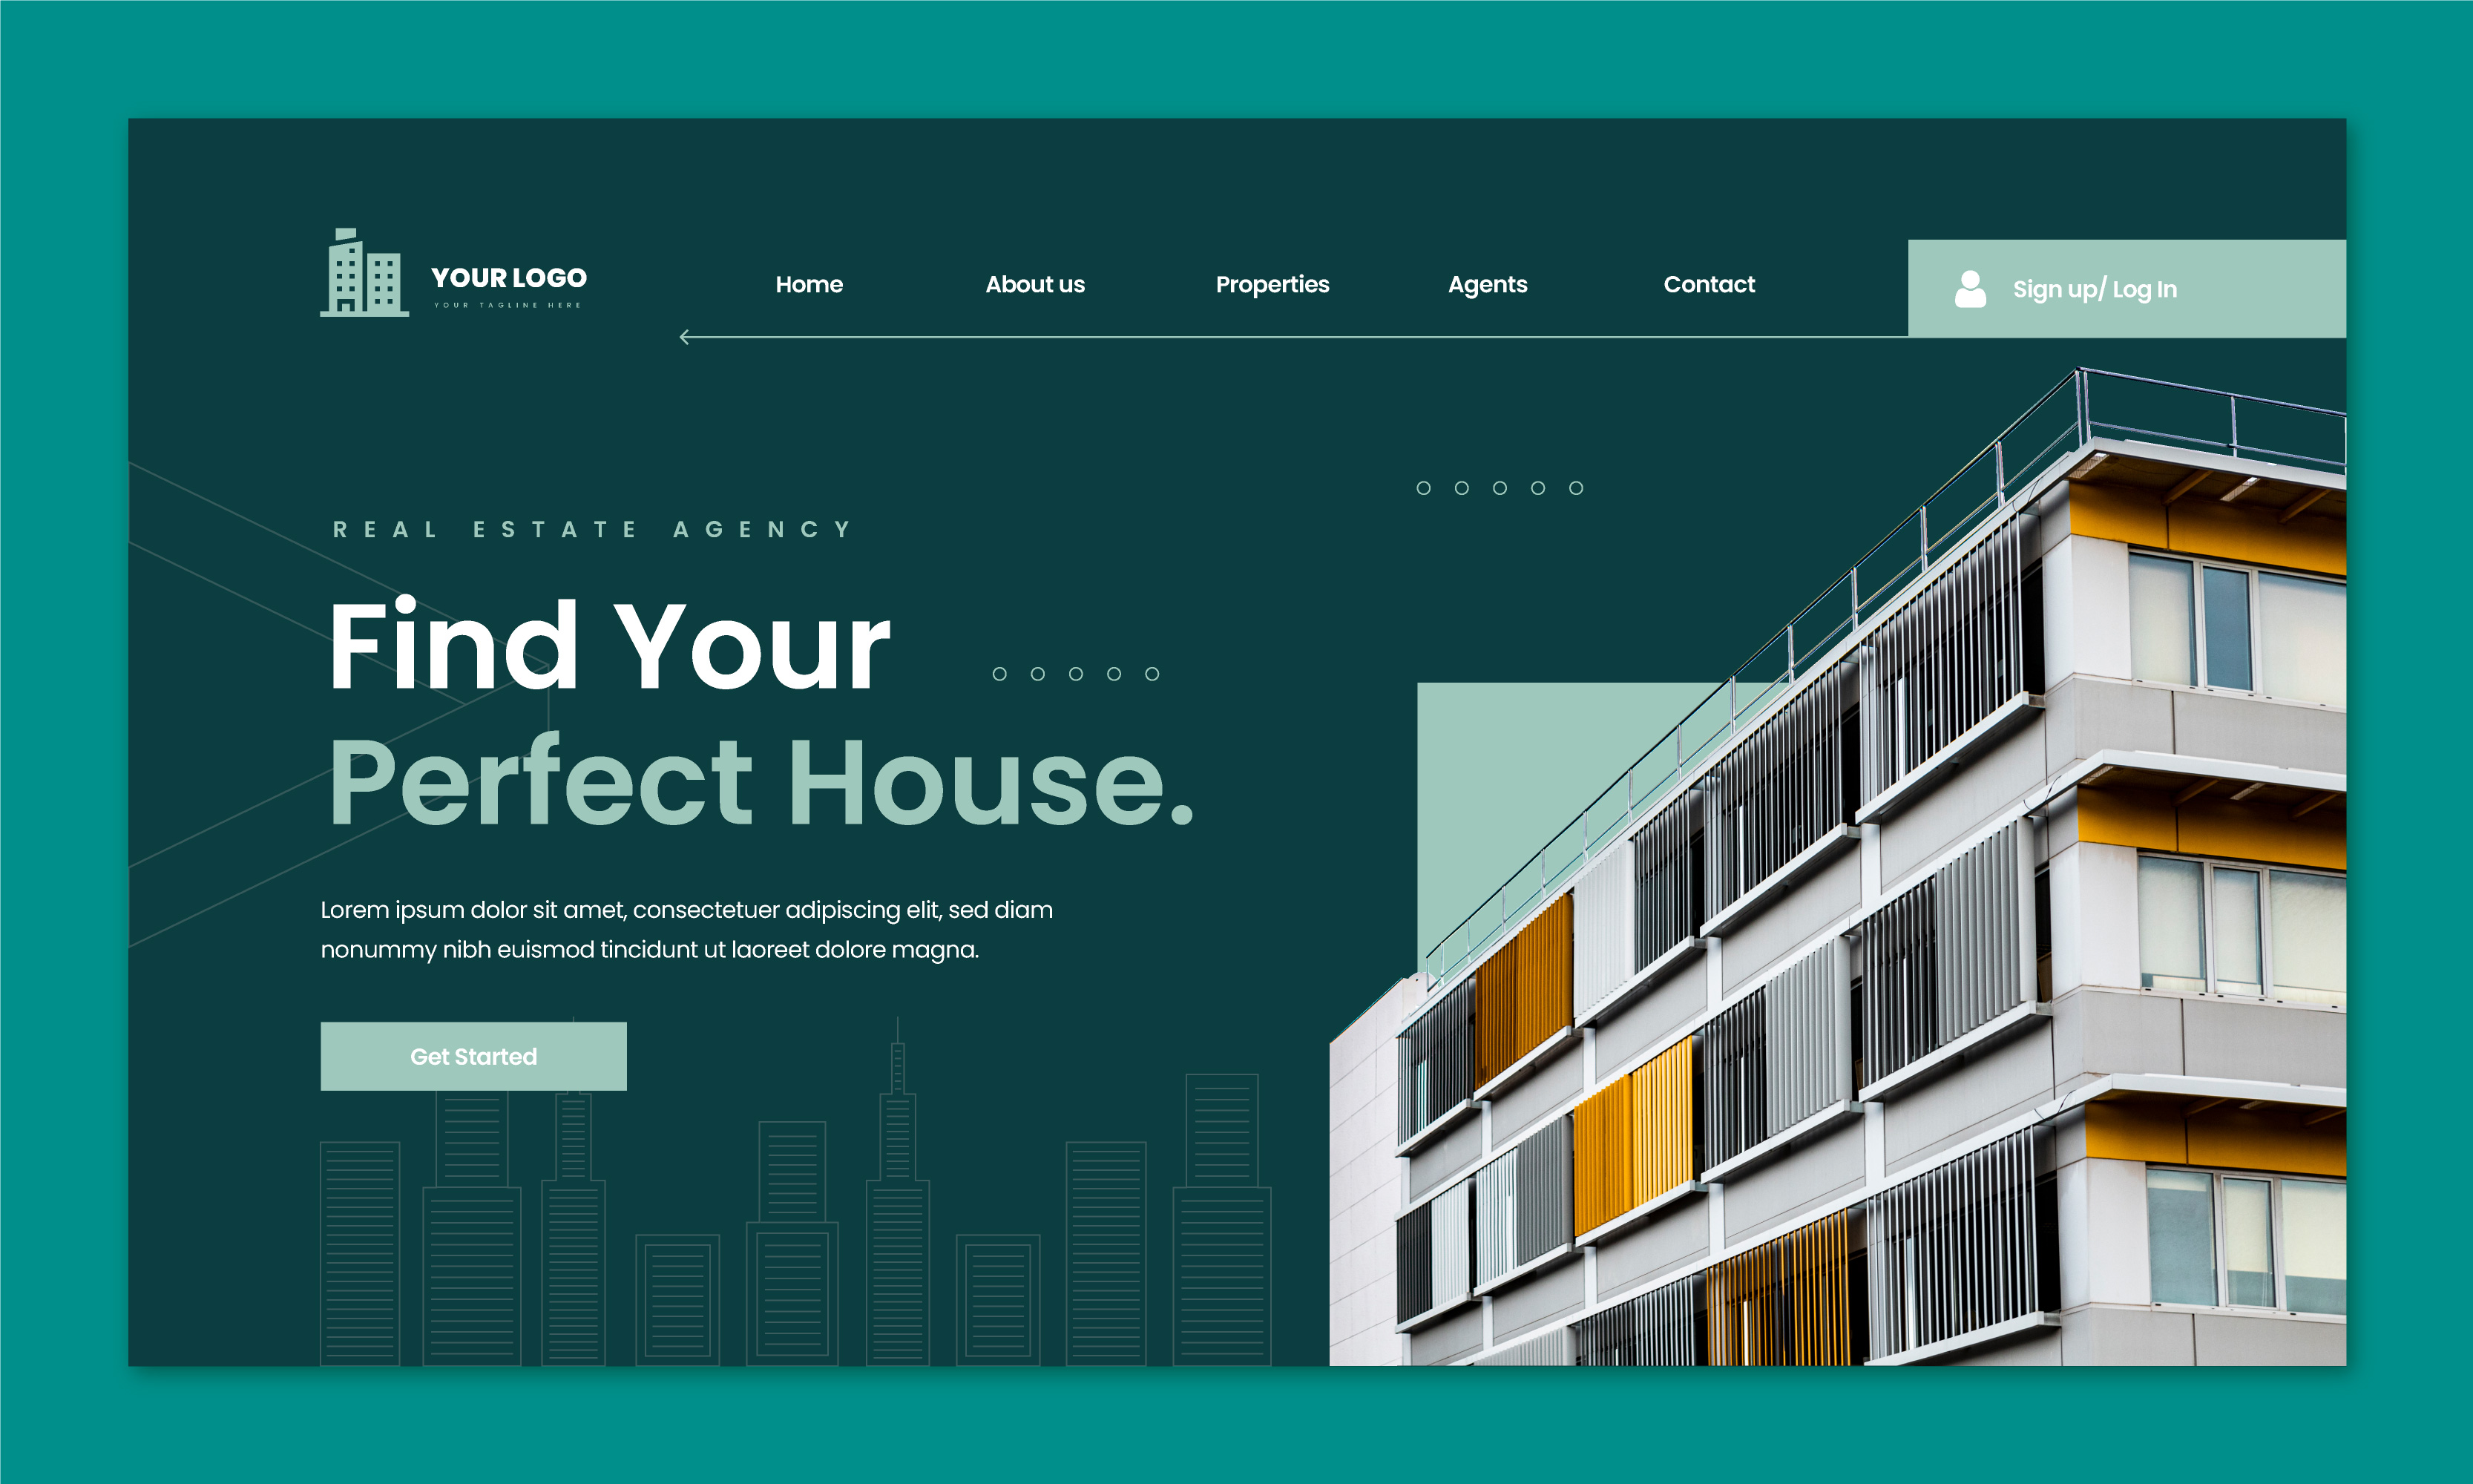 YOUR LOGO
YOUR TAGLINE HERE
Home About us Properties Agents Contact Sign up/ Log In
REAL ESTATE AGENCY
Find Your
Perfect House.
Lorem ipsum dolor sit amet, consectetuer adipiscing elit, sed diam
nonummy nibh euismod tincidunt ut laoreet dolore magna.
Get Started